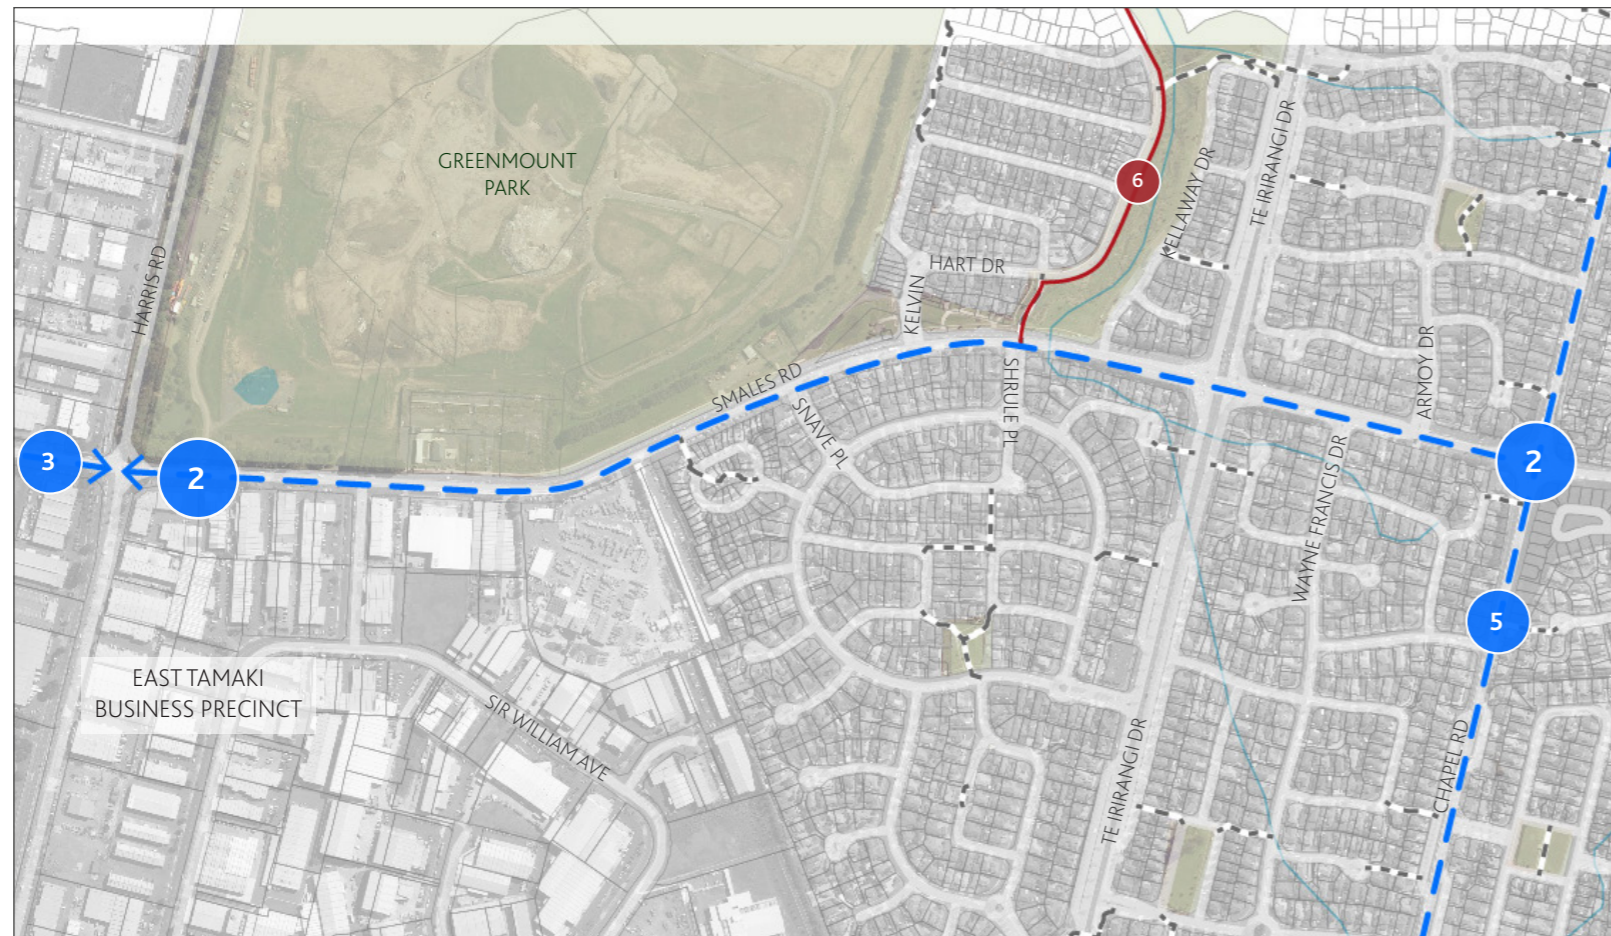 GREENMOUNT
PARK
6
KELLAWAY DR
TE IRIRANGI DR
HARRIS RD
HART DR
KELVIN
SMALES RD
SNAVE PL
SHRULE PL
ARMOY DR
3
2
2
WAYNE FRANCIS DR
5
EAST TAMAKI
BUSINESS PRECINCT
SIR WILLIAM AVE
TE IRIRANGI DR
CHAPEL RD